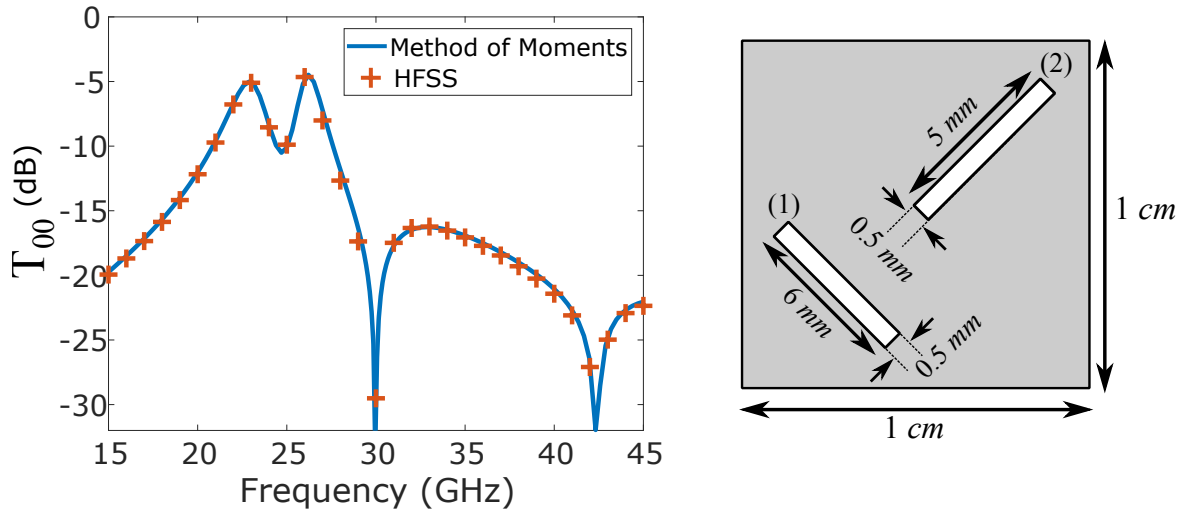 0
-5
-10
-15
-20
-25
-30
T00 (dB)
15 20 25 30 35 40 45
Frequency (GHz)
Method of Moments
HFSS
(1)
(2)
5 mm
0.5 mm
6 mm
0.5 mm
1 cm
1 cm